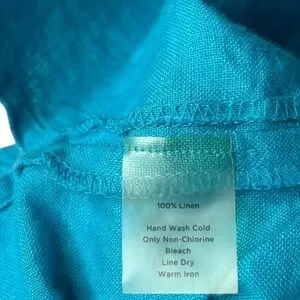 100% Linen
Hand Wash Cold
Only Non-Chlorine
Bleach
Line Dry
Warm Iron